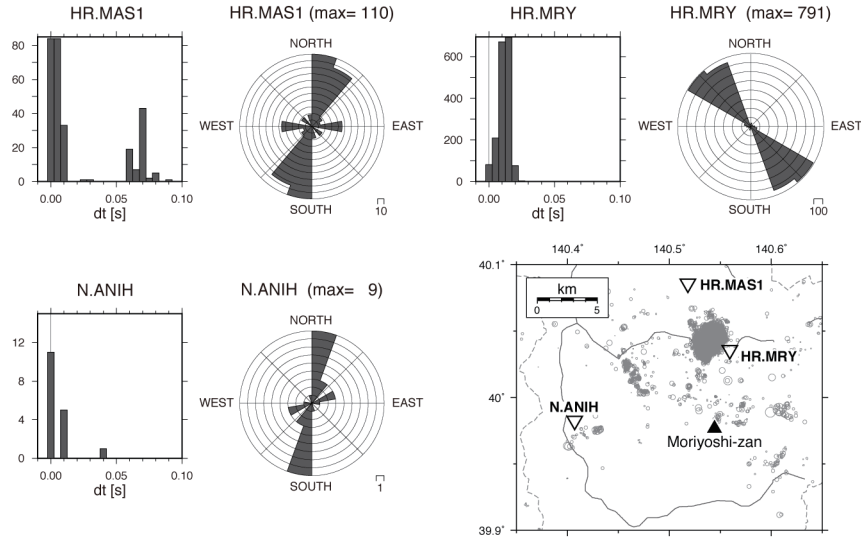 HR.MAS1
HR.MAS1 (max= 110)
HR.MRY
HR.MRY (max= 791)
80
60
40
20
0
0.00
0.05
0.10
dt [s]
NORTH
WEST
EAST
SOUTH
10
600
400
200
0
0.00
0.05
0.10
dt [s]
NORTH
WEST
EAST
SOUTH
100
N.ANIH
N.ANIH (max= 9)
12
8
4
0
0.00
0.05
0.10
dt [s]
NORTH
WEST
EAST
SOUTH
1
140.4˚
140.5˚
140.6˚
40.1˚
40˚
39.9˚
km
0
5
HR.MAS1
HR.MRY
N.ANIH
Moriyoshi-zan